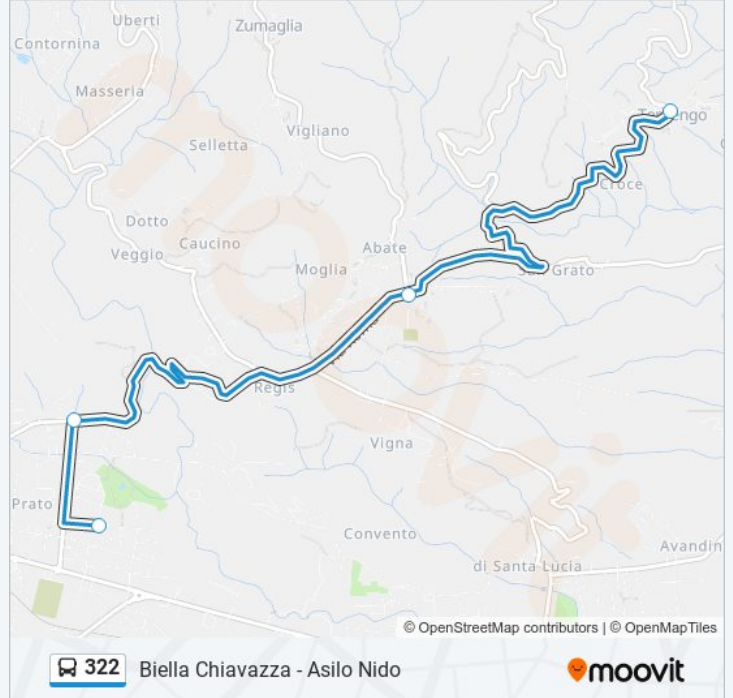 Uberti
Zumaglia
Contornina
Masseria
Vigliano
Selletta
Croce
Dotto
Caucino
Abate
Veggio
Moglia
San Grato
Regis
Vigna
Prato
Convento
di Santa Lucia
Avandin
© OpenStreetMap contributors | © OpenMapTiles
322 Biella Chiavazza - Asilo Nido moovit